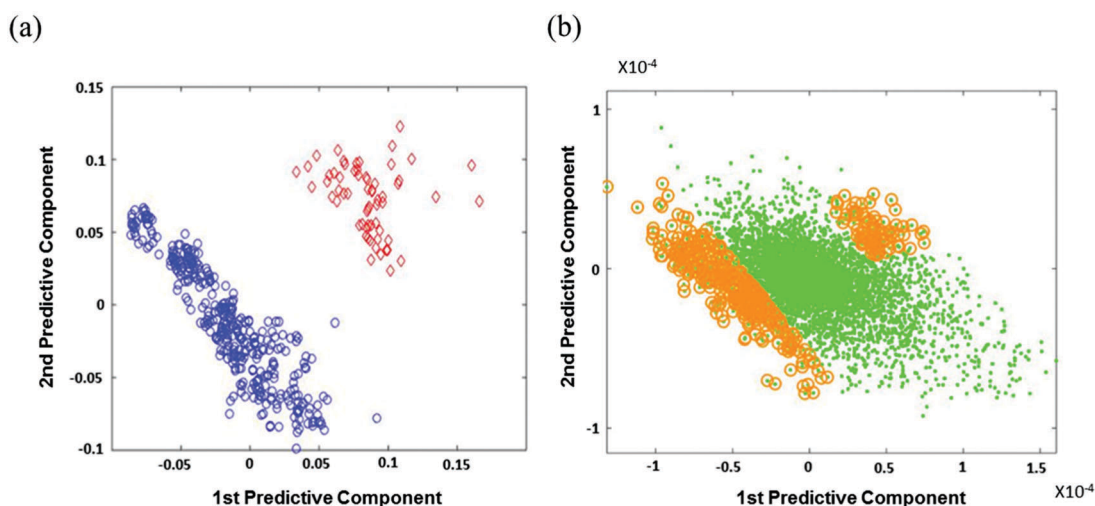 (a)
(b)
X10-4
0.15
0.1
0.05
0
-0.05
-0.1
2nd Predictive Component
-0.05
0
0.05
0.1
0.15
1st Predictive Component
1
0
-1
2nd Predictive Component
-1
-0.5
0
0.5
1
1.5
X10-4
1st Predictive Component